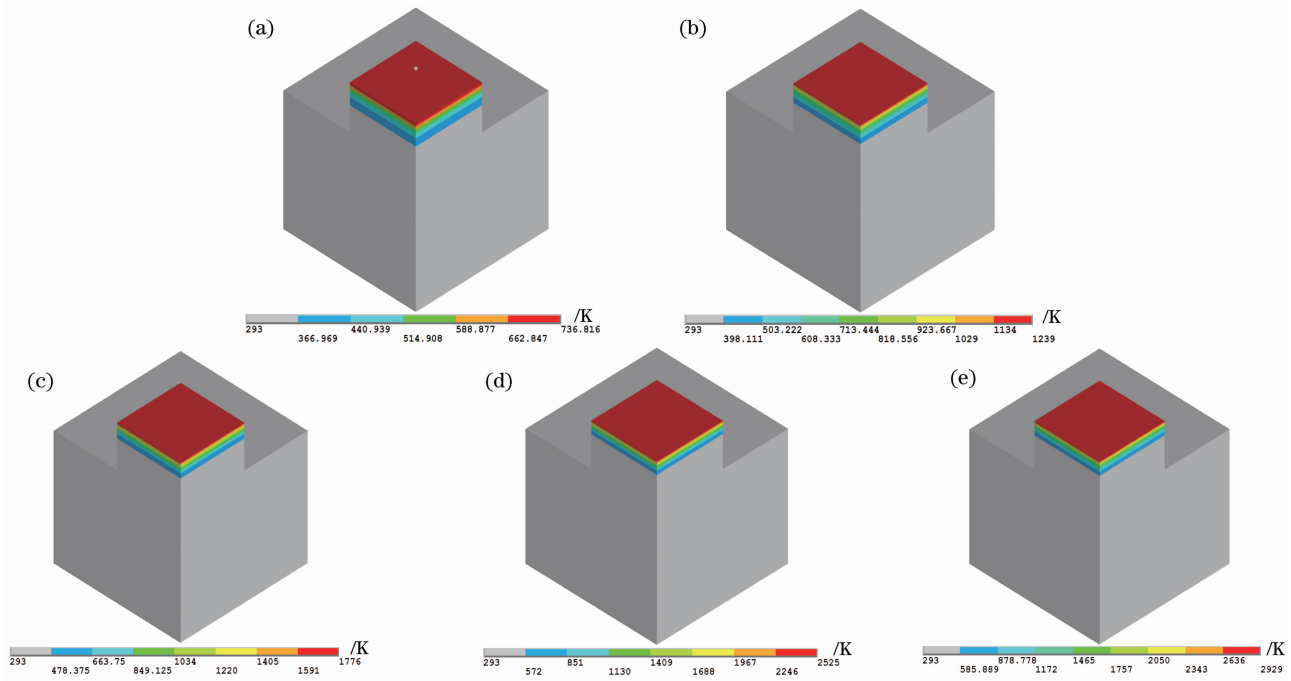 (a)
(b)
293 440.939 588.877 736.816 /K
366.969 514.908 662.847
293 503.222 713.444 923.667 1134 /K
398.111 608.333 818.556 1029 1239
(c)
(d)
(e)
293 663.75 1034 1405 1776 /K
478.375 849.125 1220 1591
293 851 1409 1967 2525 /K
572 1130 1688 2246
293 878.778 1465 2050 2636 /K
585.889 1172 1757 2343 2929